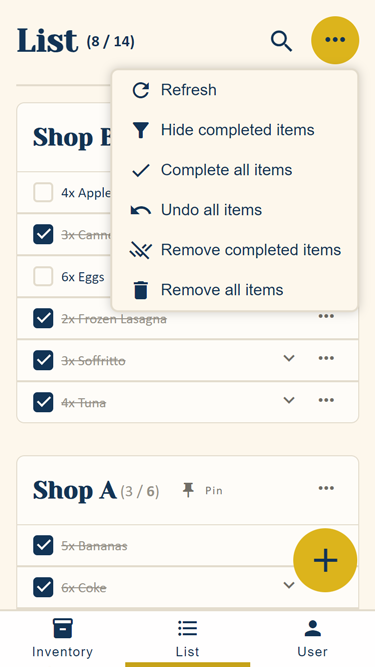 List (8 / 14)
Refresh
Hide completed items
Complete all items
Undo all items
Remove completed items
Remove all items
Shop
4x
3x
6x Eggs
2x Frozen Lasagna
3x Soffritto
4x Tuna
Shop A (3 / 6) Pin
5x Bananas
6x Coke
Inventory List User